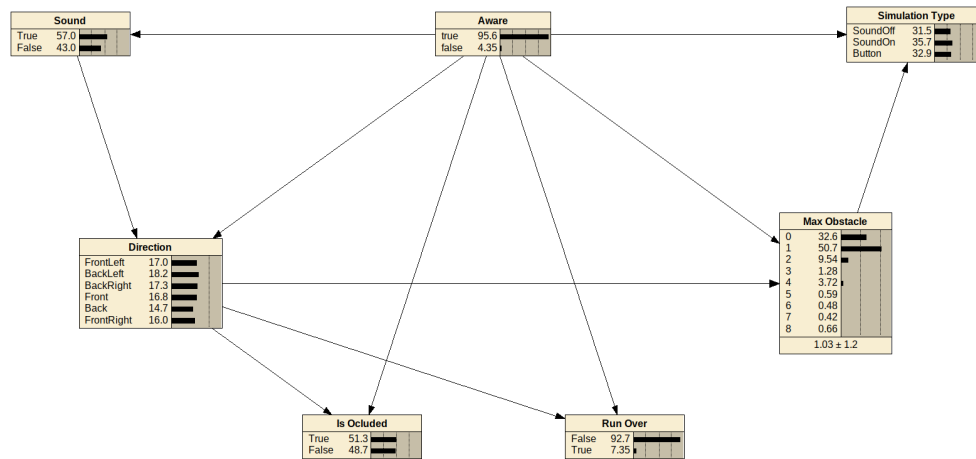 Sound
True 57.0
False 43.0
Aware
true 95.6
false 4.35
Simulation Type
SoundOff 31.5
SoundOn 35.7
Button 32.9
Direction
FrontLeft 17.0
BackLeft 18.2
BackRight 17.3
Front 16.8
Back 14.7
FrontRight 16.0
Max Obstacle
0 32.6
1 50.7
2 9.54
3 1.28
4 3.72
5 0.59
6 0.48
7 0.42
8 0.66
1.03 ± 1.2
Is Ocluded
True 51.3
False 48.7
Run Over
False 92.7
True 7.35